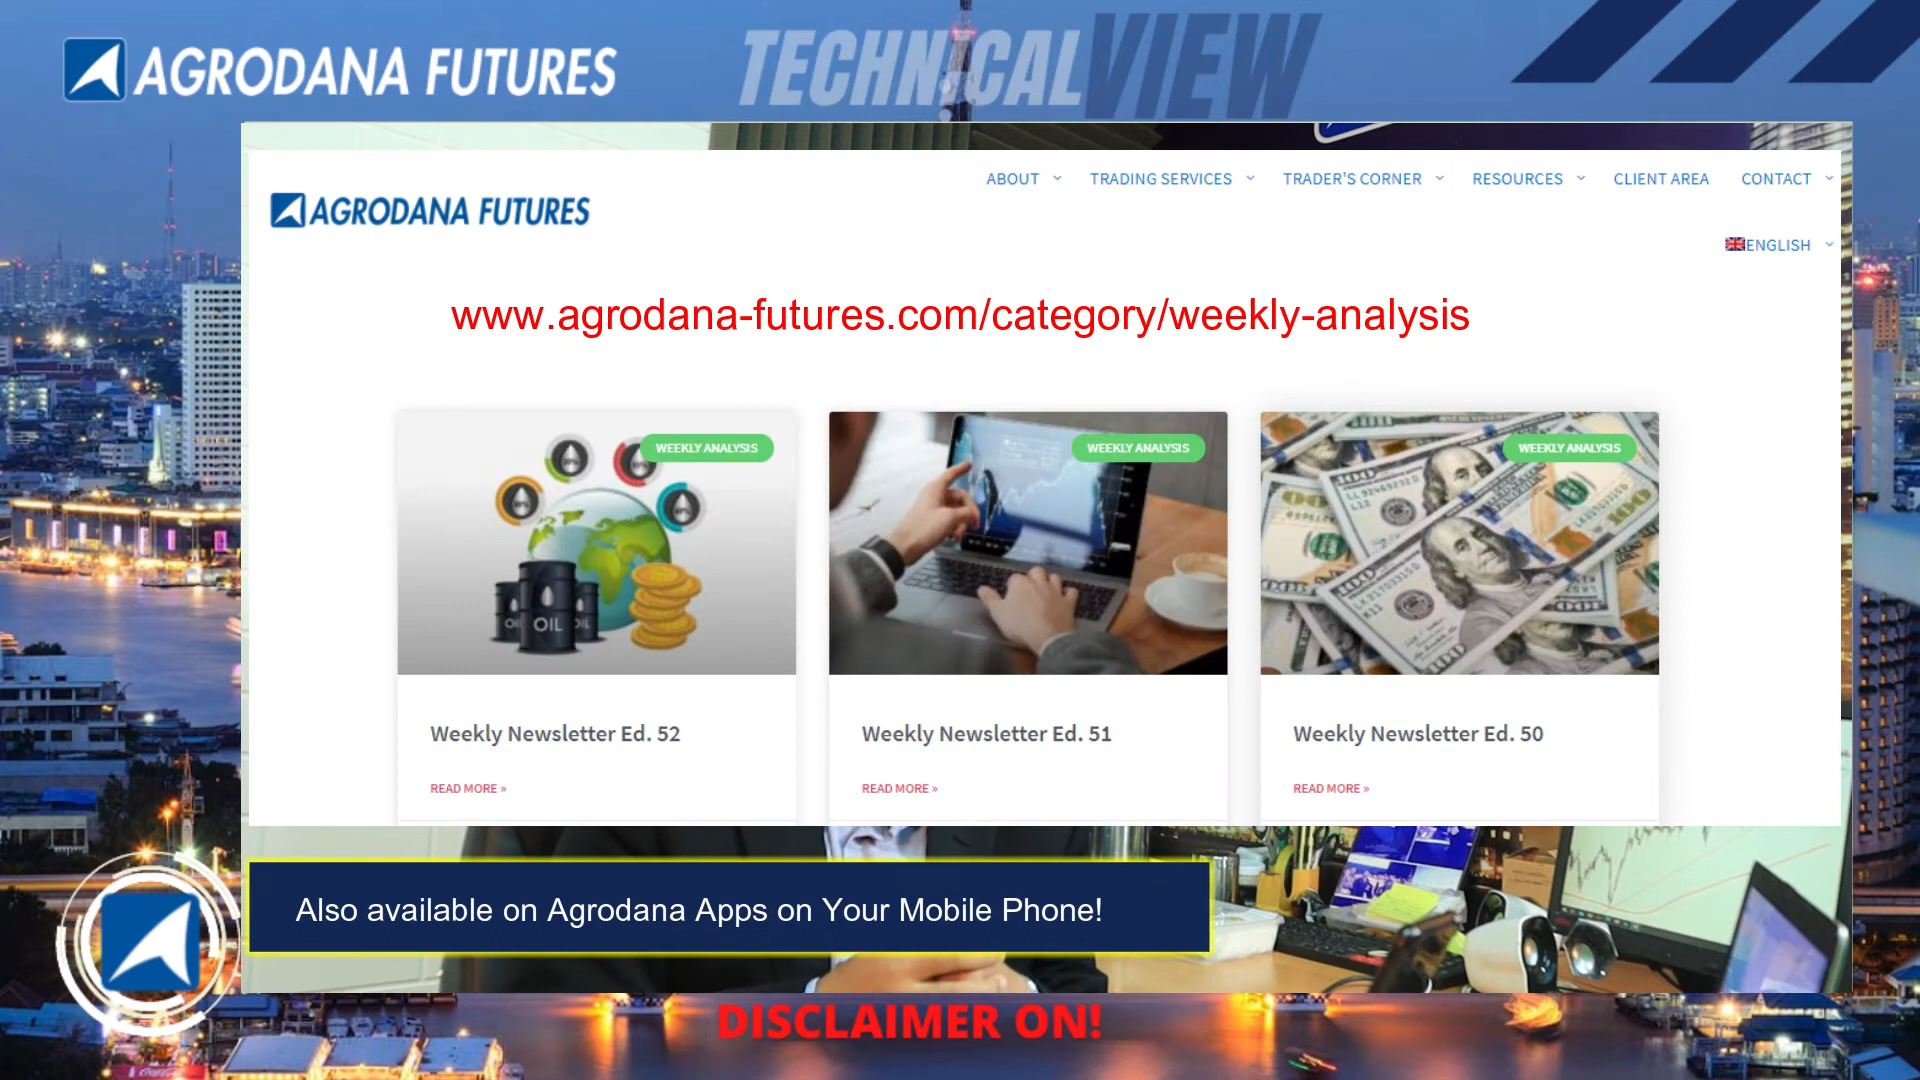 AGRODANA FUTURES
TECHNICALVIEW
ABOUT
TRADING SERVICES
TRADER'S CORNER
RESOURCES
CLIENT AREA
CONTACT
AGRODANA FUTURES
ENGLISH
www.agrodana-futures.com/category/weekly-analysis
WEEKLY ANALYSIS
WEEKLY ANALYSIS
WEEKLY ANALYSIS
OIL
Weekly Newsletter Ed. 52
Weekly Newsletter Ed. 51
Weekly Newsletter Ed. 50
READ MORE »
READ MORE »
READ MORE »
Also available on Agrodana Apps on Your Mobile Phone!
DISCLAIMER ON!